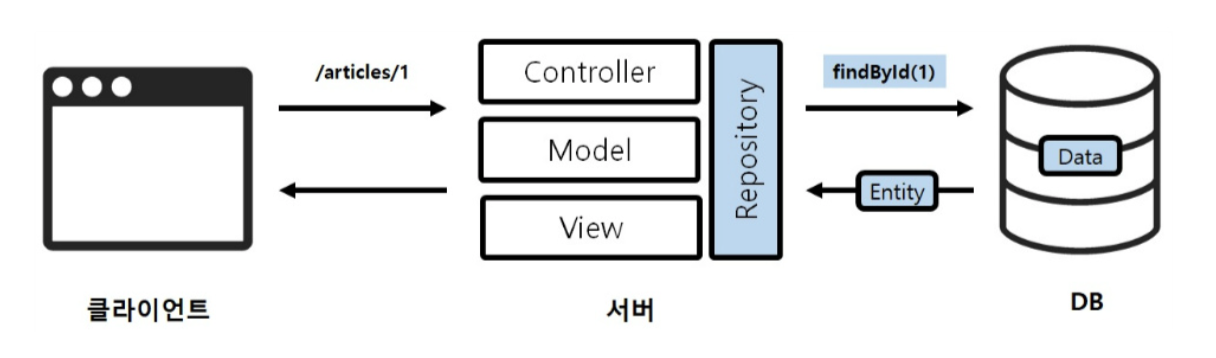 /articles/1
Controller
Model
View
Repository
findById(1)
Entity
Data
클라이언트
서버
DB